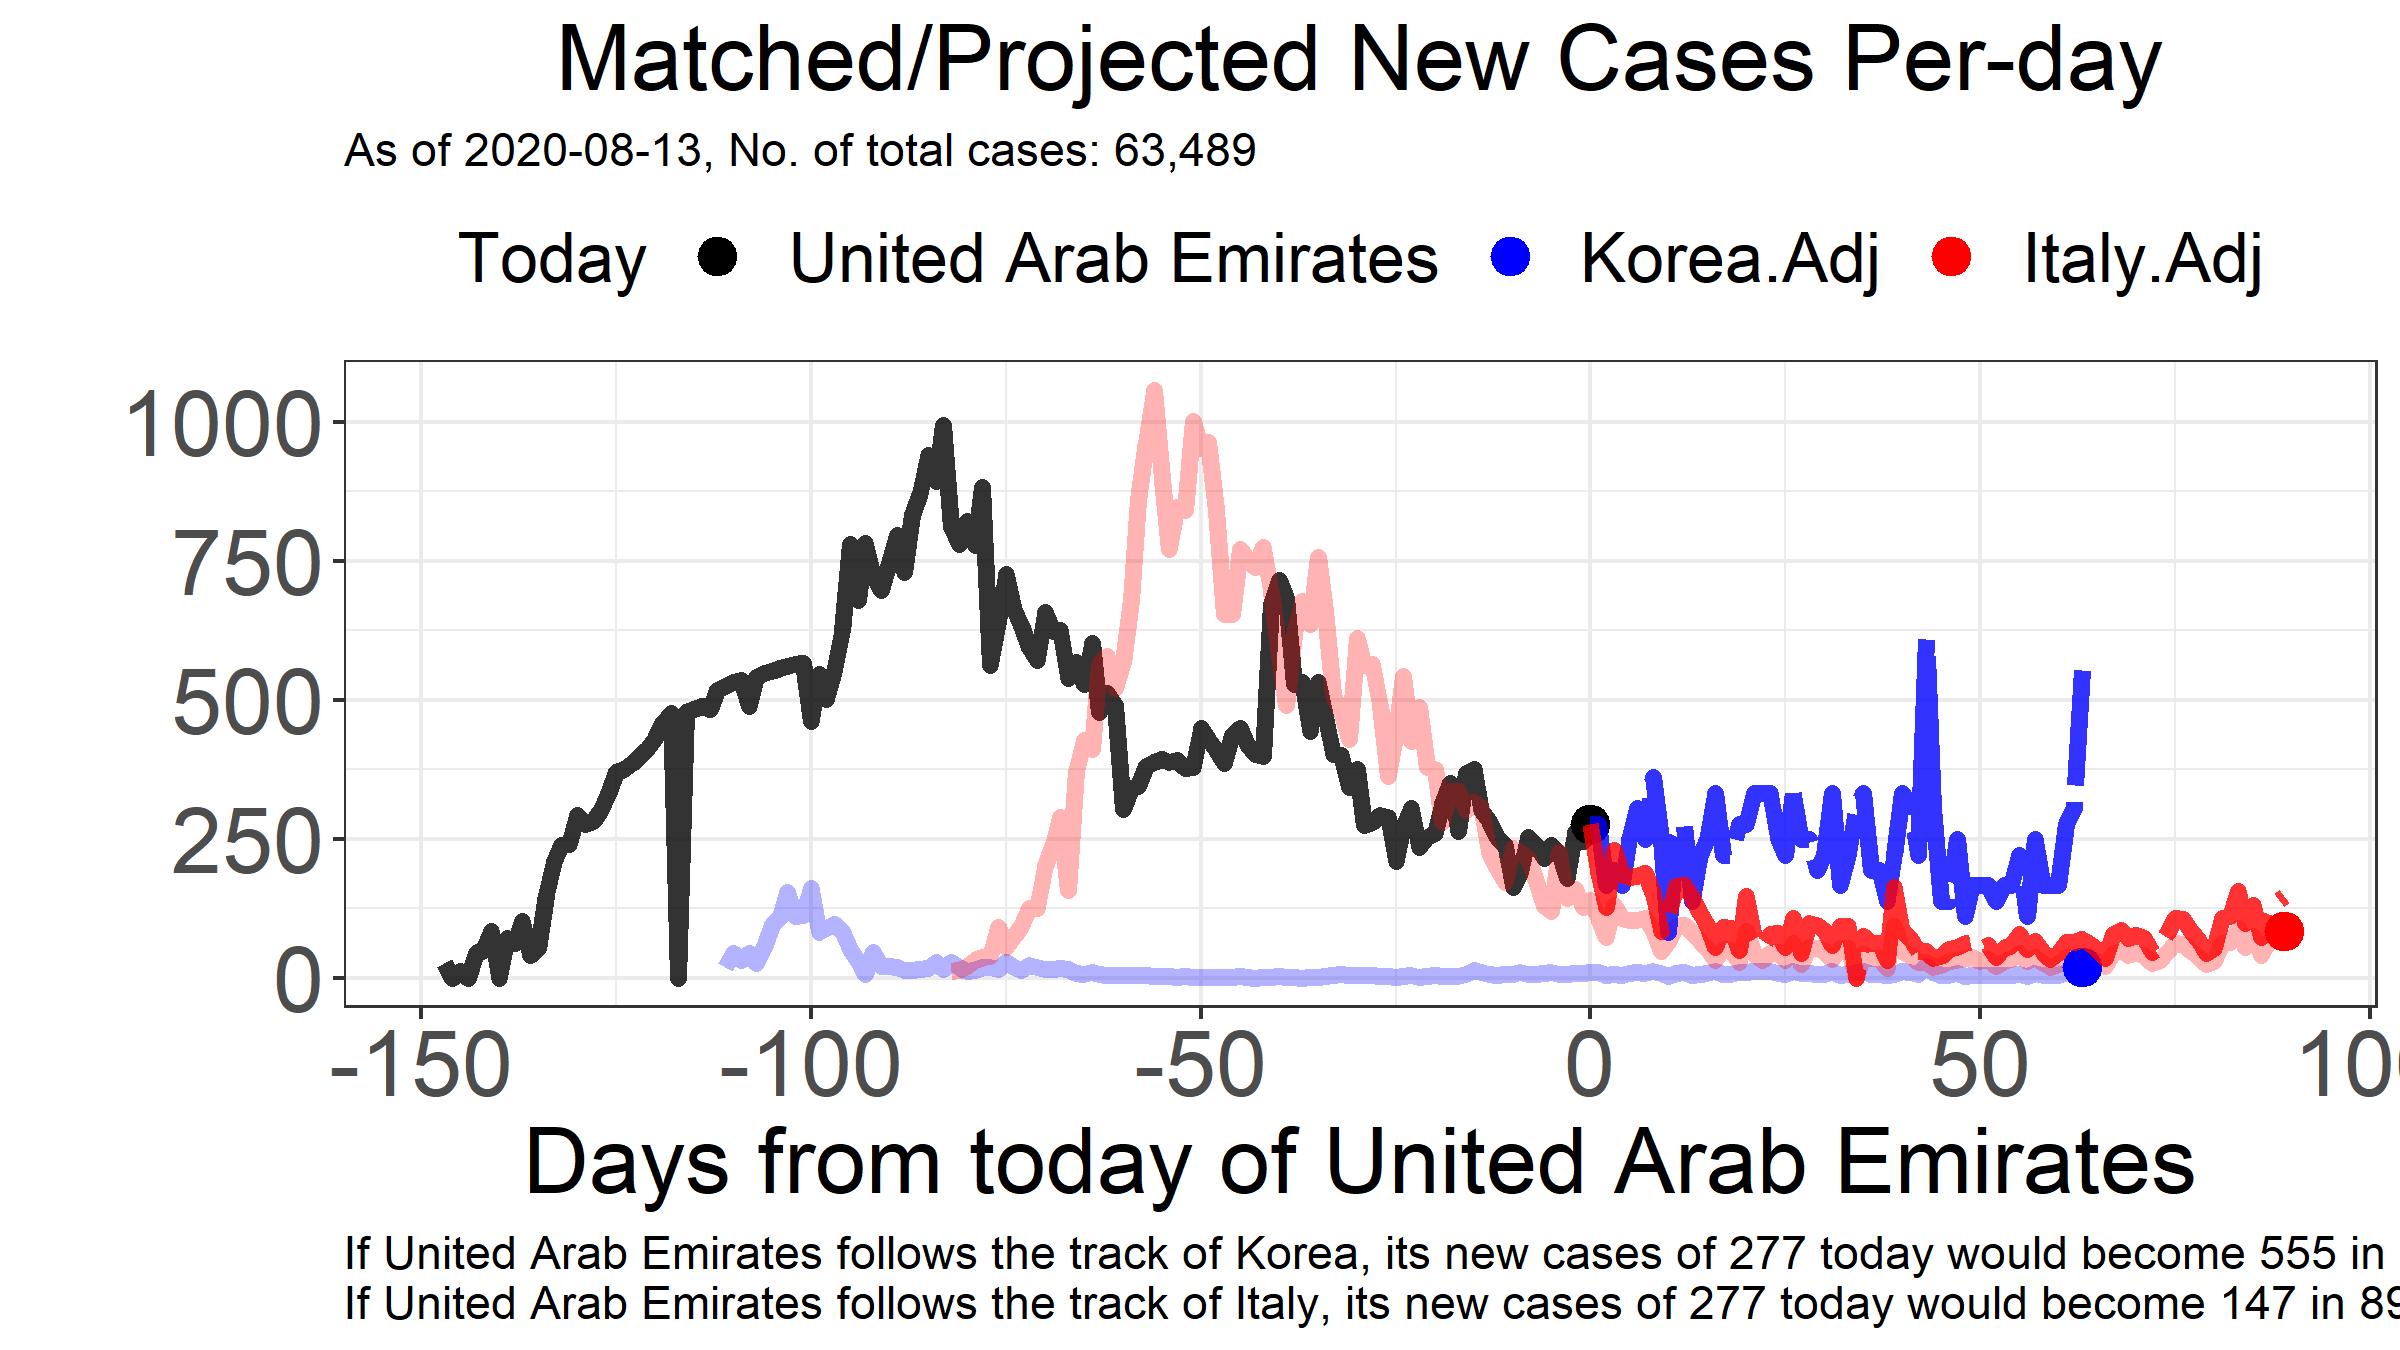 Matched/Projected New Cases Per-day
As of 2020-08-13, No. of total cases: 63,489
Today United Arab Emirates Korea.Adj Italy.Adj
1000
750
500
250
0
-150 -100 -50 0 50 100
Days from today of United Arab Emirates
If United Arab Emirates follows the track of Korea, its new cases of 277 today would become 555 in
If United Arab Emirates follows the track of Italy, its new cases of 277 today would become 147 in 89